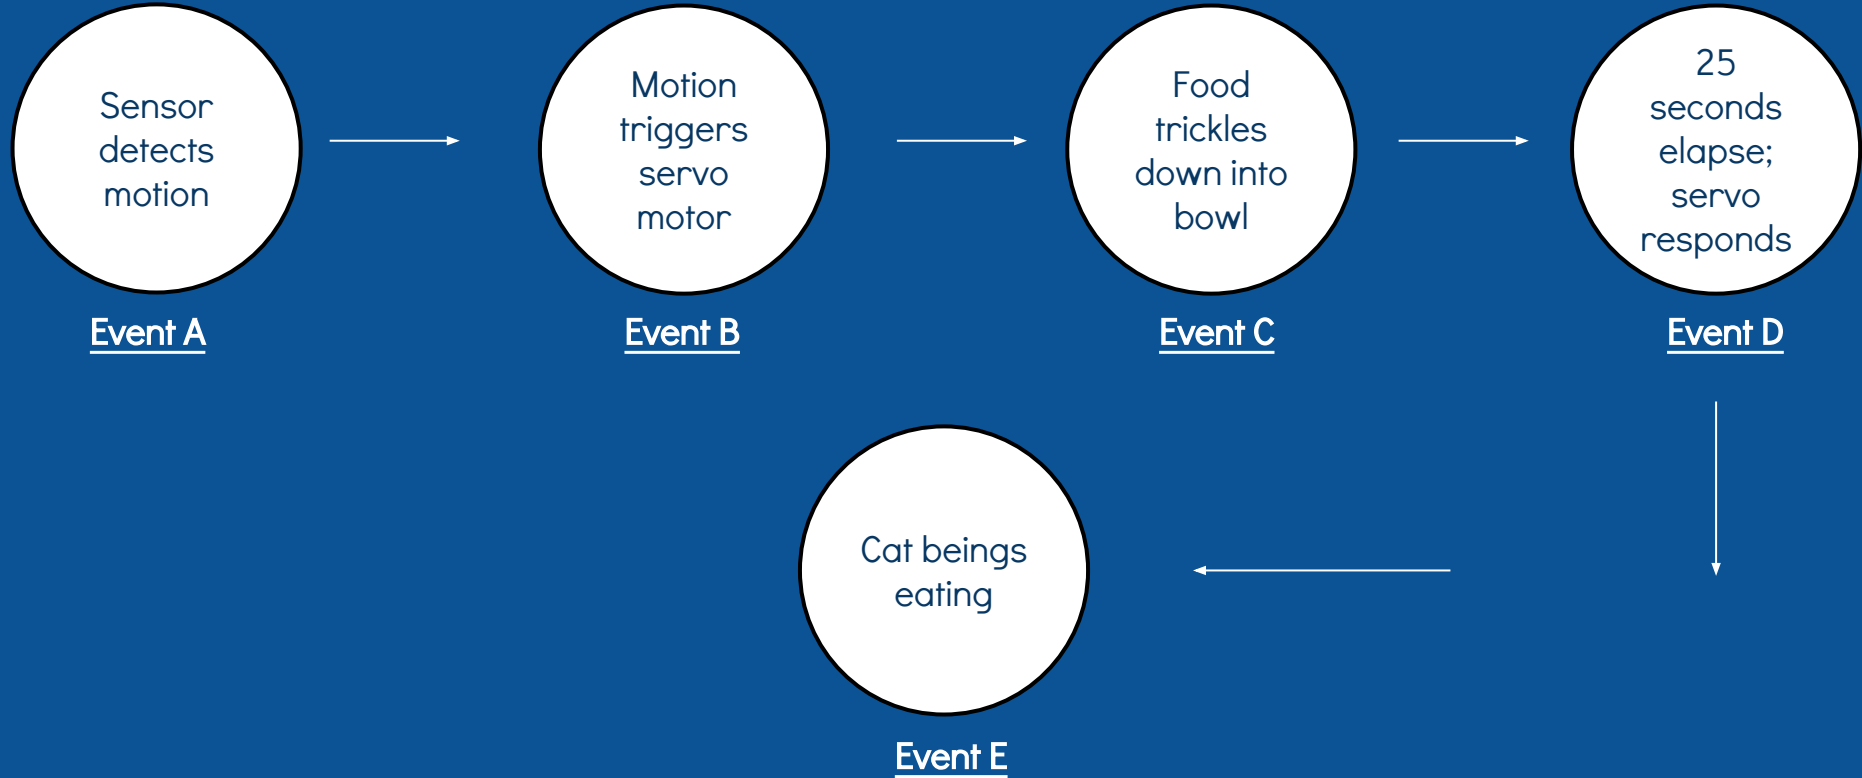 Sensor
detects
motion
Event A
Motion
triggers
servo
motor
Event B
Food
trickles
down into
bowl
Event C
25
seconds
elapse;
servo
responds
Event D
Cat beings
eating
Event E